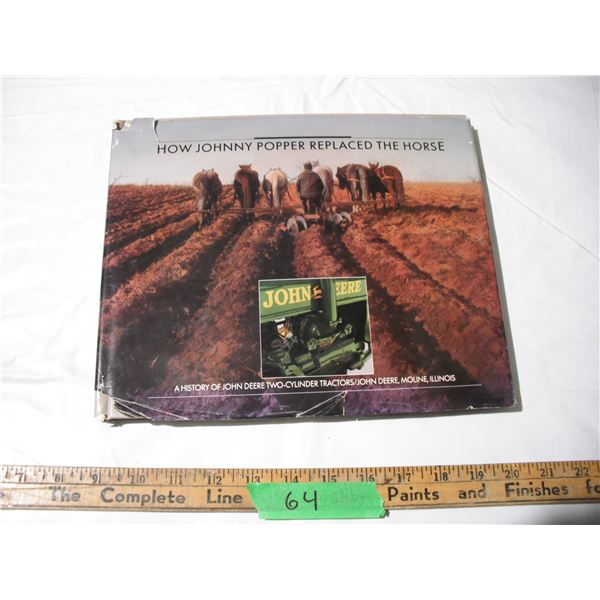 HOW JOHNNY POPPER REPLACED THE HORSE
JOHN DEERE
A HISTORY OF JOHN DEERE TWO-CYLINDER TRACTORS/JOHN DEERE, MOLINE, ILLINOIS
7 8 9 10 11 12 13 14 15 16 17 18 19 20 21 22
The Complete Line Paints and Finishes fo
64